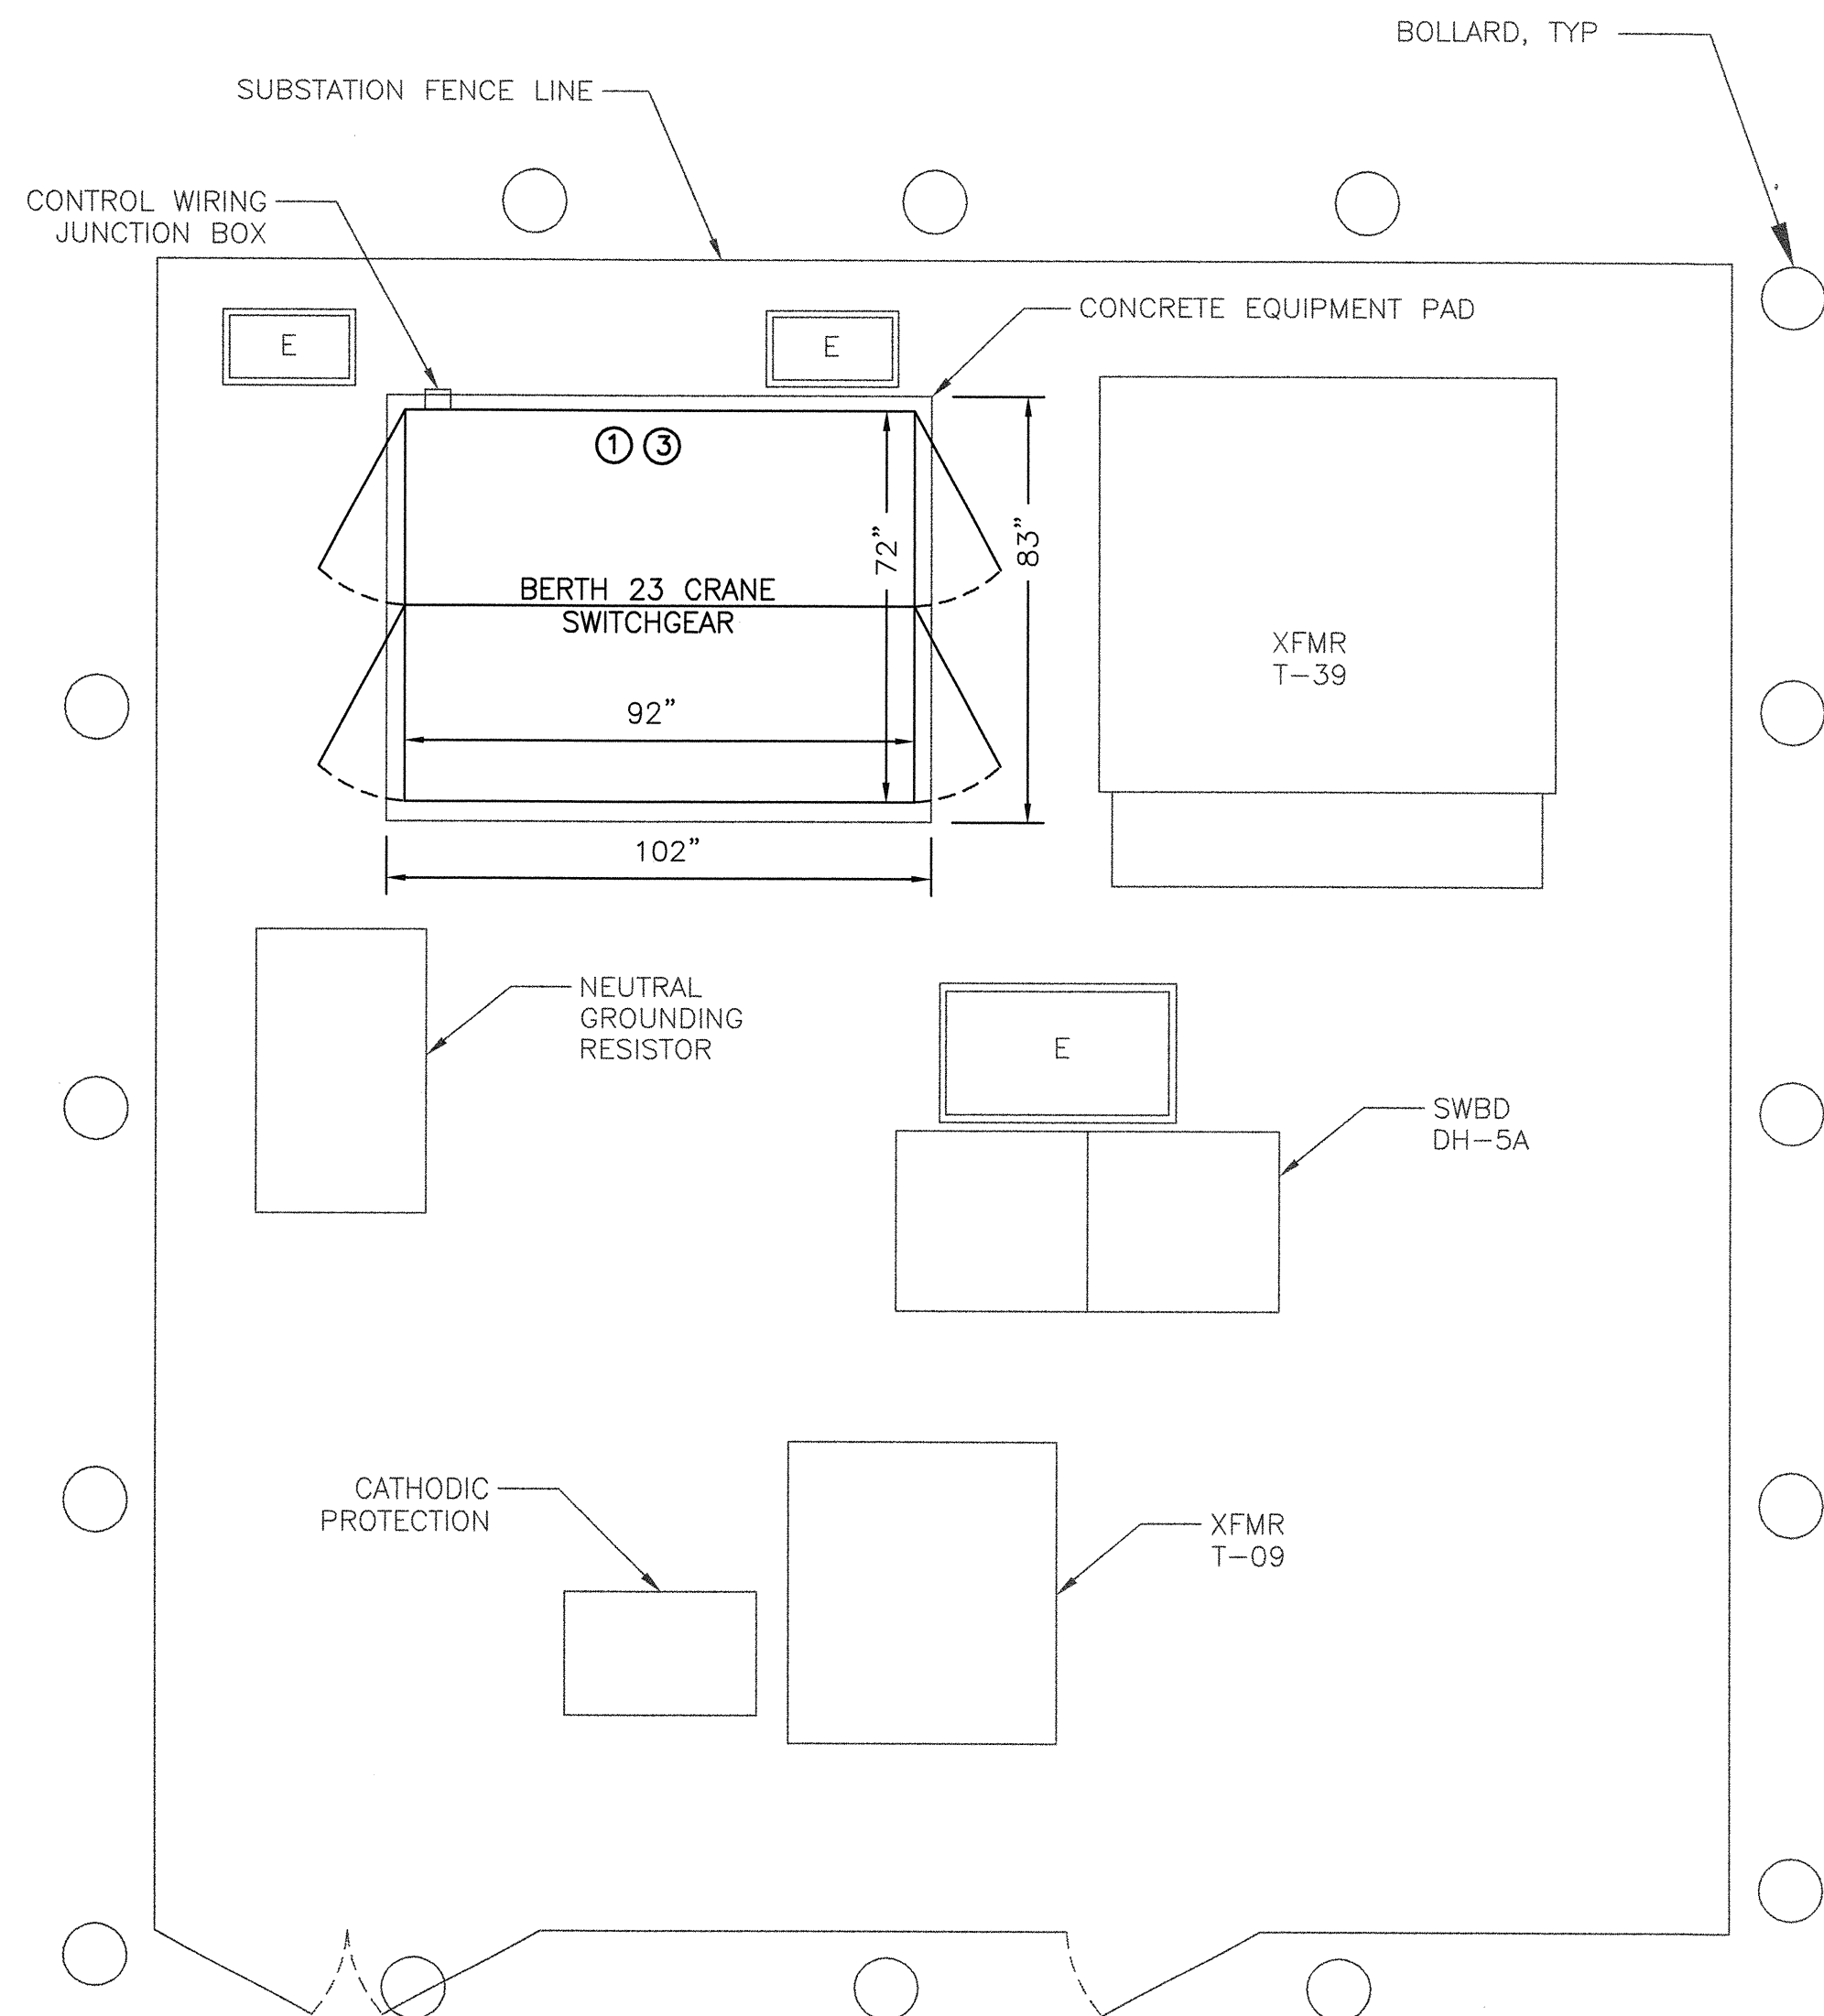 BOLLARD, TYP
SUBSTATION FENCE LINE
CONTROL WIRING
JUNCTION BOX
CONCRETE EQUIPMENT PAD
E
E
1 3
72”
83”
BERTH 23 CRANE
SWITCHGEAR
XFMR
T-39
92”
102”
NEUTRAL
GROUNDING
RESISTOR
E
SWBD
DH-5A
CATHODIC
PROTECTION
XFMR
T-09